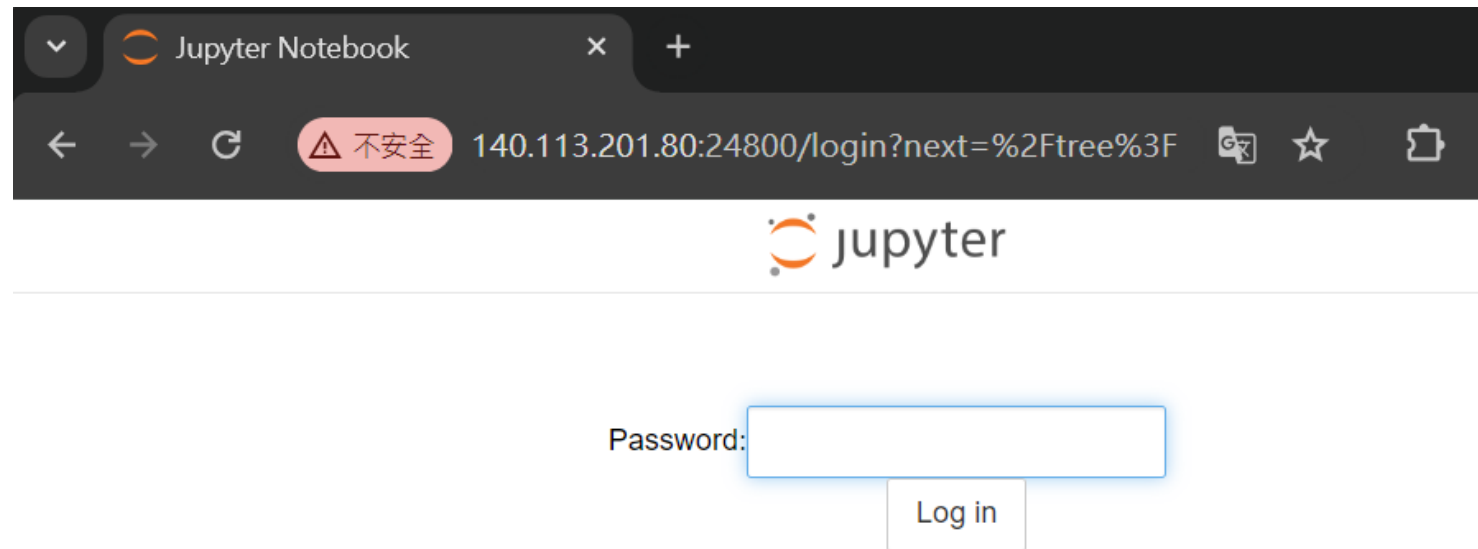 Jupyter Notebook
不安全 140.113.201.80:24800/login?next=%2Ftree%3F
jupyter
Password:
Log in